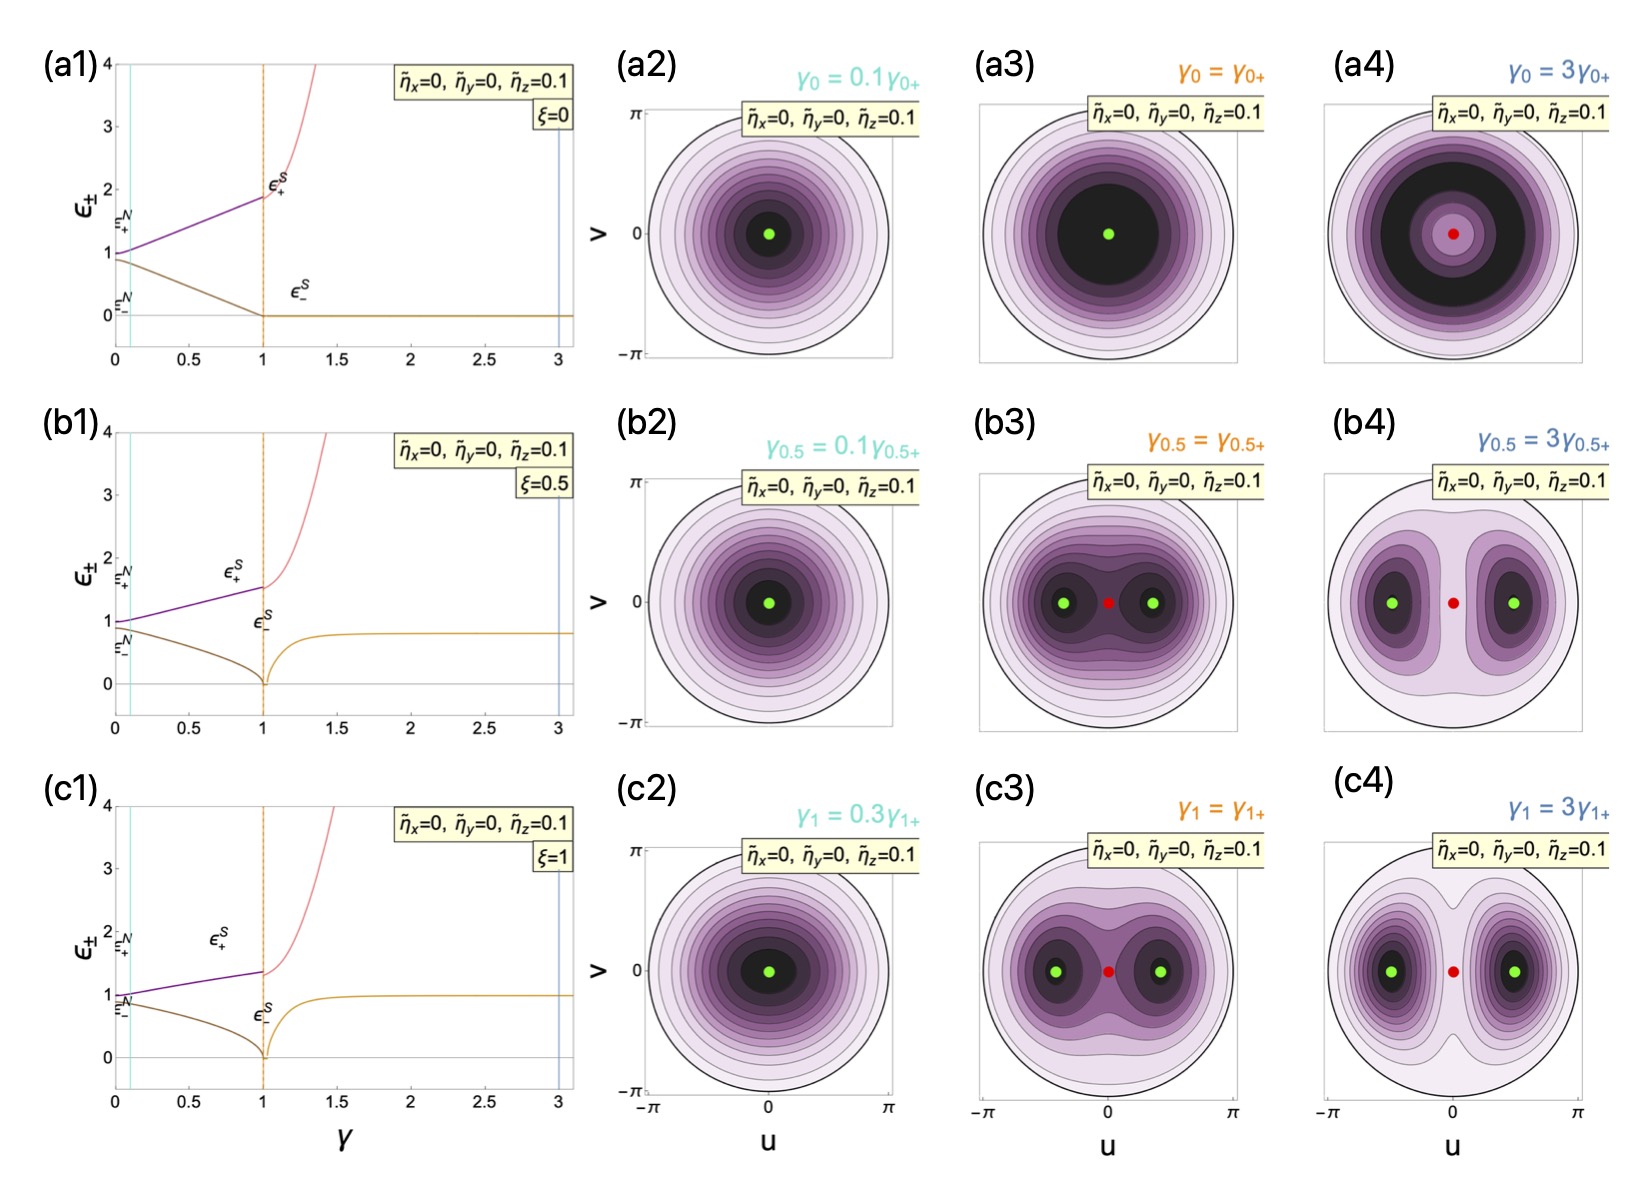 (a1)
4
3
2
1
0
ϵ±
ϵ₊ᴺ
ϵ₋ᴺ
ϵ₊ˢ
ϵ₋ˢ
η̃x=0, η̃y=0, η̃z=0.1
ξ=0
0 0.5 1 1.5 2 2.5 3
(a2)
γ₀ = 0.1γ₀₊
η̃x=0, η̃y=0, η̃z=0.1
π
0
−π
v
(a3)
γ₀ = γ₀₊
η̃x=0, η̃y=0, η̃z=0.1
(a4)
γ₀ = 3γ₀₊
η̃x=0, η̃y=0, η̃z=0.1
(b1)
4
3
2
1
0
ϵ±
ϵ₊ᴺ
ϵ₋ᴺ
ϵ₊ˢ
ϵ₋ˢ
η̃x=0, η̃y=0, η̃z=0.1
ξ=0.5
0 0.5 1 1.5 2 2.5 3
(b2)
γ0.5 = 0.1γ0.5+
η̃x=0, η̃y=0, η̃z=0.1
π
0
−π
v
(b3)
γ0.5 = γ0.5+
η̃x=0, η̃y=0, η̃z=0.1
(b4)
γ0.5 = 3γ0.5+
η̃x=0, η̃y=0, η̃z=0.1
(c1)
4
3
2
1
0
ϵ±
ϵ₊ᴺ
ϵ₋ᴺ
ϵ₊ˢ
ϵ₋ˢ
η̃x=0, η̃y=0, η̃z=0.1
ξ=1
0 0.5 1 1.5 2 2.5 3
γ
(c2)
γ₁ = 0.3γ₁₊
η̃x=0, η̃y=0, η̃z=0.1
π
0
−π
v
−π 0 π
u
(c3)
γ₁ = γ₁₊
η̃x=0, η̃y=0, η̃z=0.1
−π 0 π
u
(c4)
γ₁ = 3γ₁₊
η̃x=0, η̃y=0, η̃z=0.1
−π 0 π
u